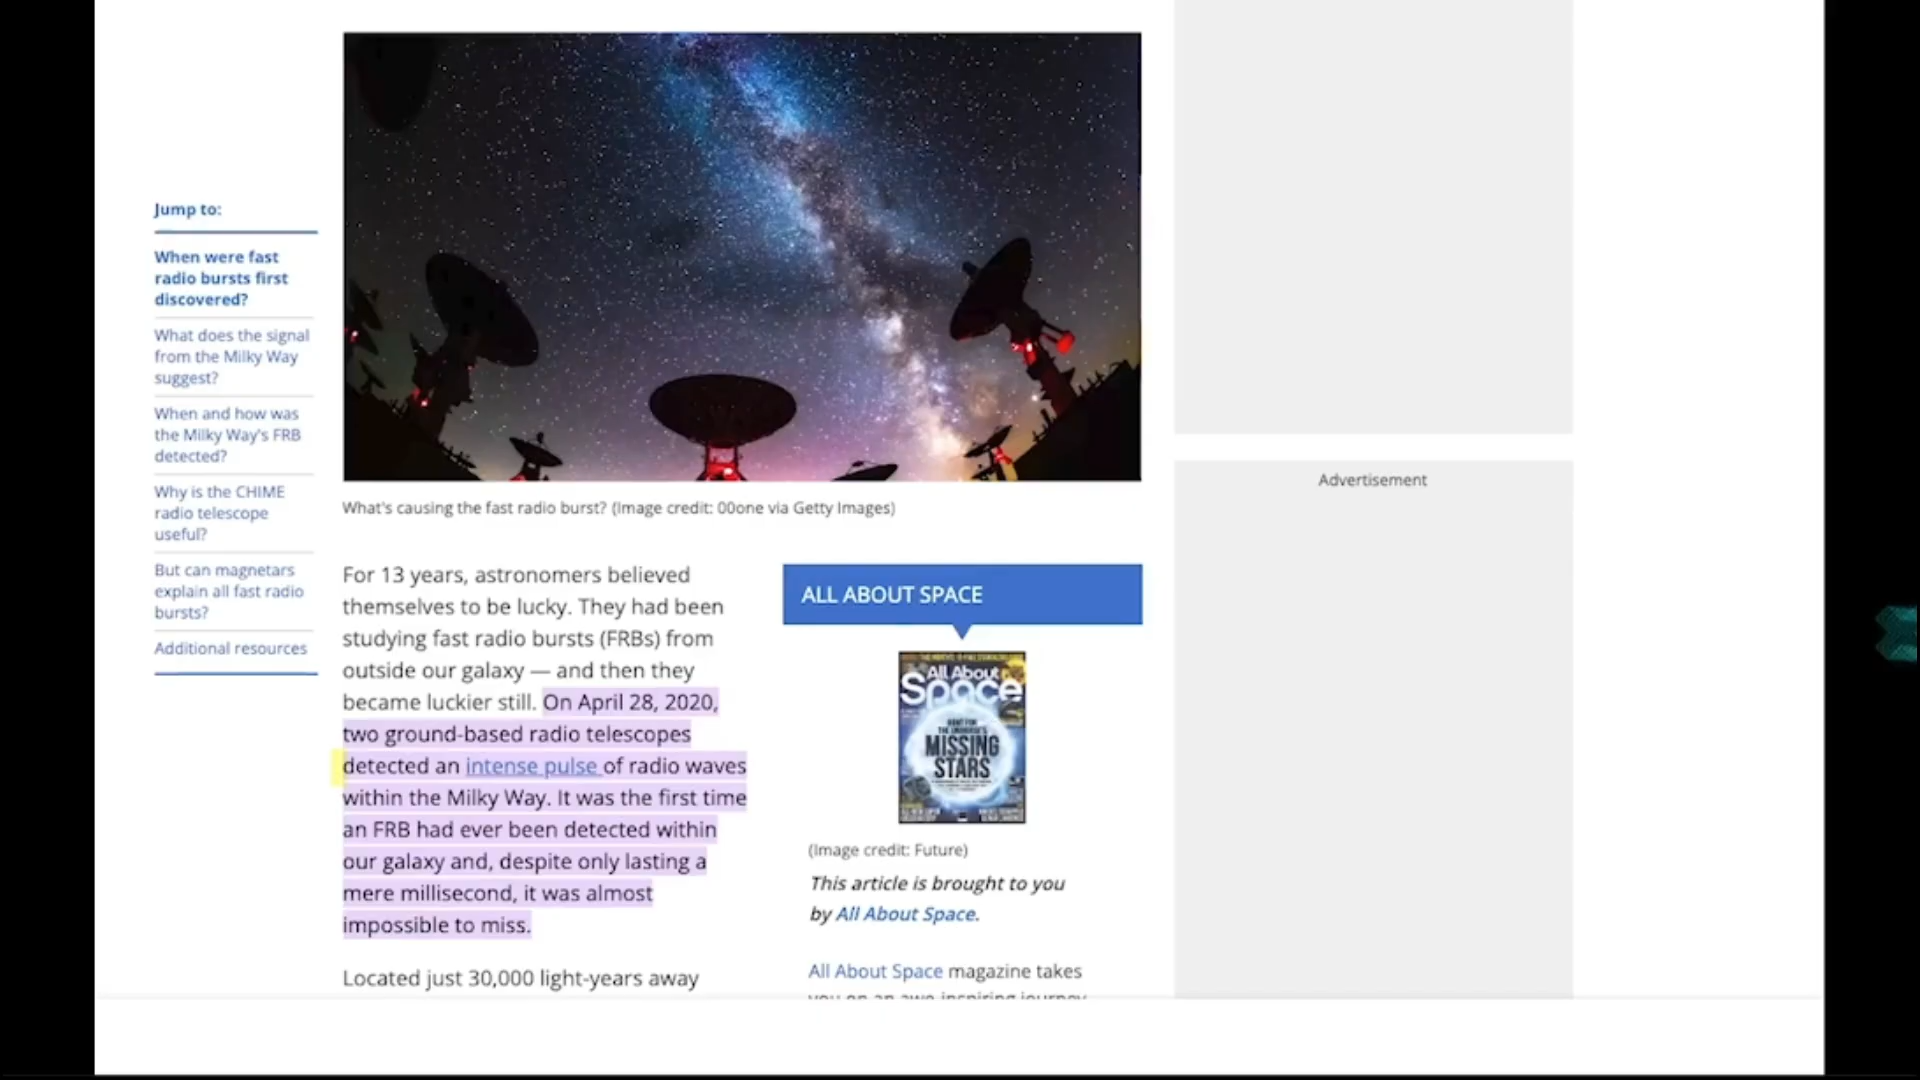 Jump to:
When were fast
radio bursts first
discovered?
What does the signal
from the Milky Way
suggest?
When and how was
the Milky Way's FRB
detected?
Why is the CHIME
radio telescope
useful?
But can magnetars
explain all fast radio
bursts?
Additional resources
What's causing the fast radio burst? (Image credit: 00one via Getty Images)
For 13 years, astronomers believed
themselves to be lucky. They had been
studying fast radio bursts (FRBs) from
outside our galaxy — and then they
became luckier still. On April 28, 2020,
two ground-based radio telescopes
detected an intense pulse of radio waves
within the Milky Way. It was the first time
an FRB had ever been detected within
our galaxy and, despite only lasting a
mere millisecond, it was almost
impossible to miss.
Located just 30,000 light-years away
ALL ABOUT SPACE
All About
Space
MISSING
STARS
(Image credit: Future)
This article is brought to you
by All About Space.
All About Space magazine takes
you on an awe-inspiring journey
Advertisement